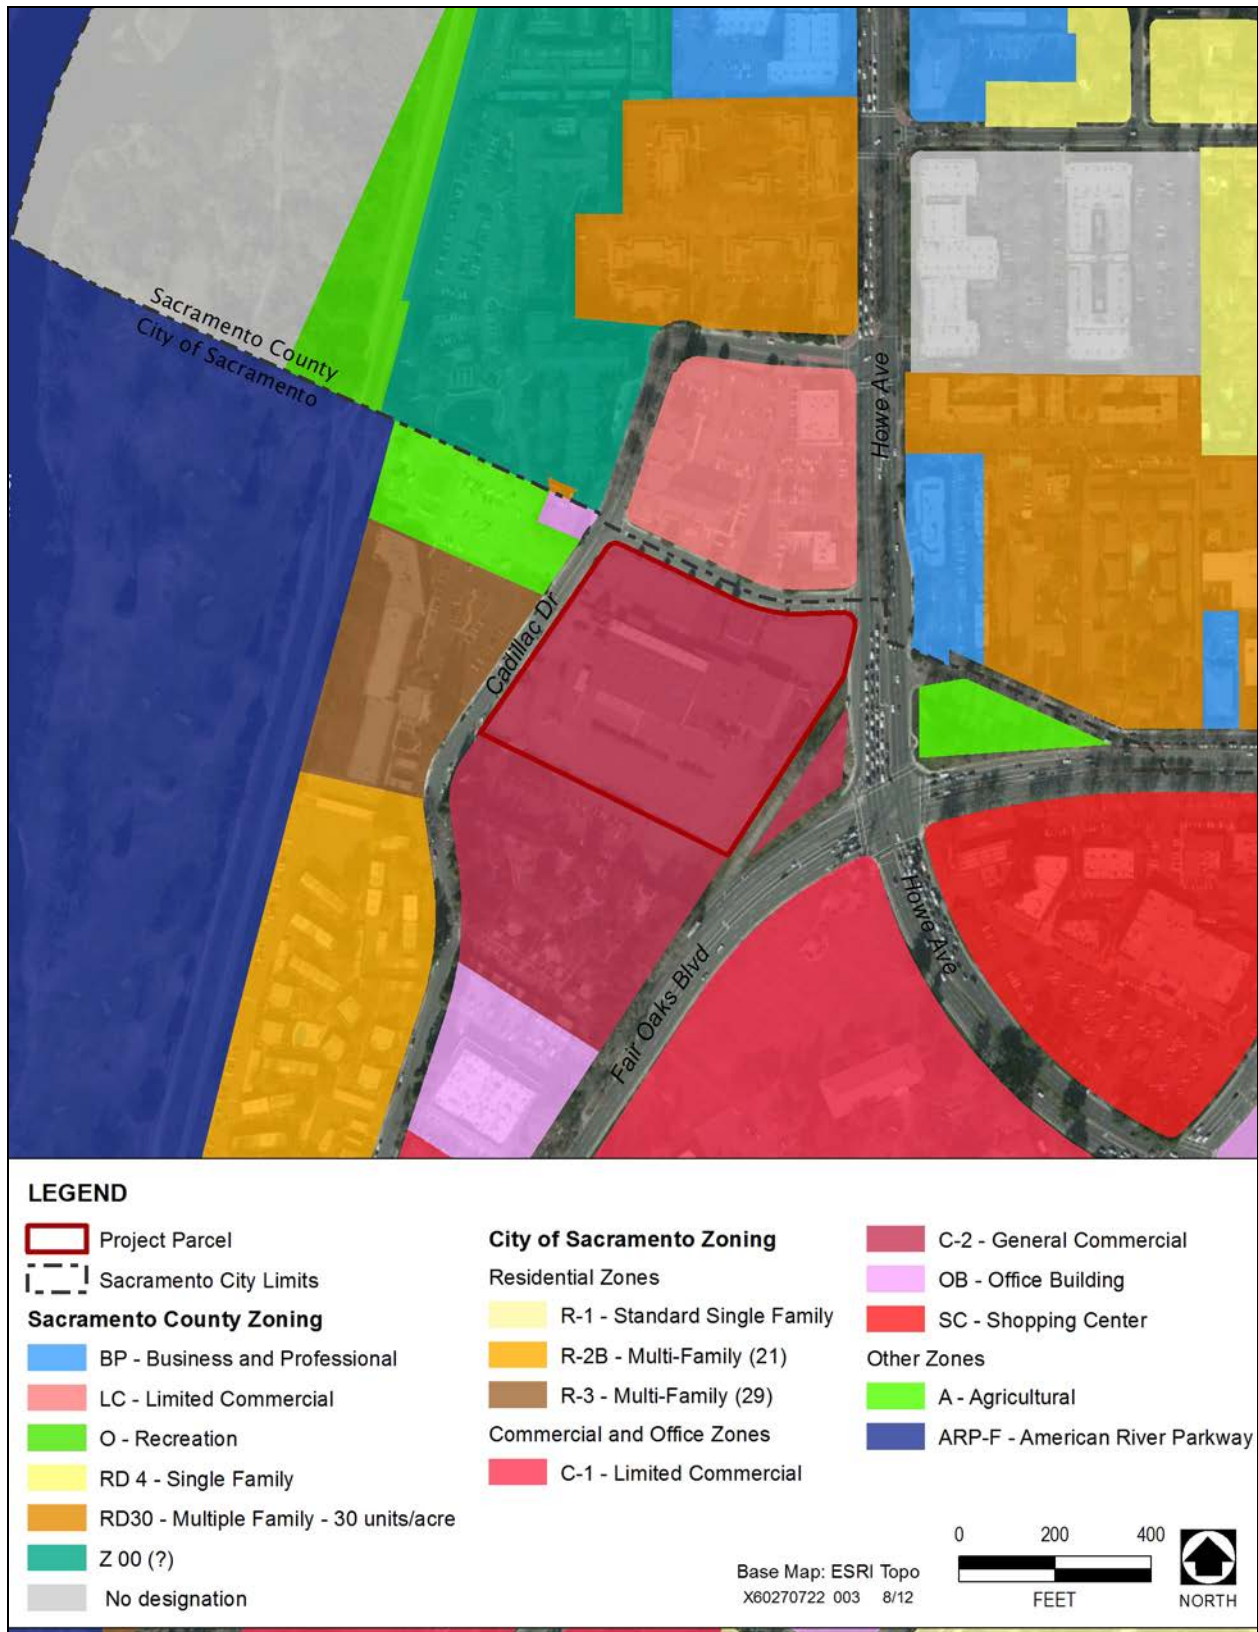 Sacramento County
City of Sacramento
Howe Ave
Cadillac Dr
Howe Ave
Fair Oaks Blvd
LEGEND
Project Parcel
Sacramento City Limits
Sacramento County Zoning
BP - Business and Professional
LC - Limited Commercial
O - Recreation
RD 4 - Single Family
RD30 - Multiple Family - 30 units/acre
Z 00 (?)
No designation
City of Sacramento Zoning
Residential Zones
R-1 - Standard Single Family
R-2B - Multi-Family (21)
R-3 - Multi-Family (29)
Commercial and Office Zones
C-1 - Limited Commercial
C-2 - General Commercial
OB - Office Building
SC - Shopping Center
Other Zones
A - Agricultural
ARP-F - American River Parkway
Base Map: ESRI Topo
X60270722 003 8/12
0 200 400
FEET
NORTH